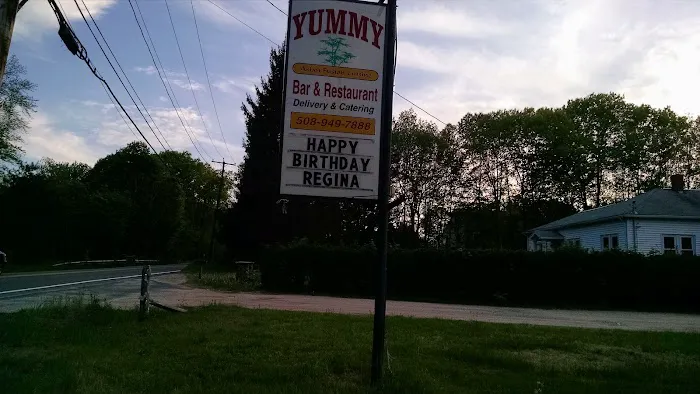 YUMMY
Bar & Restaurant
Delivery & Catering
508-949-7888
HAPPY
BIRTHDAY
REGINA